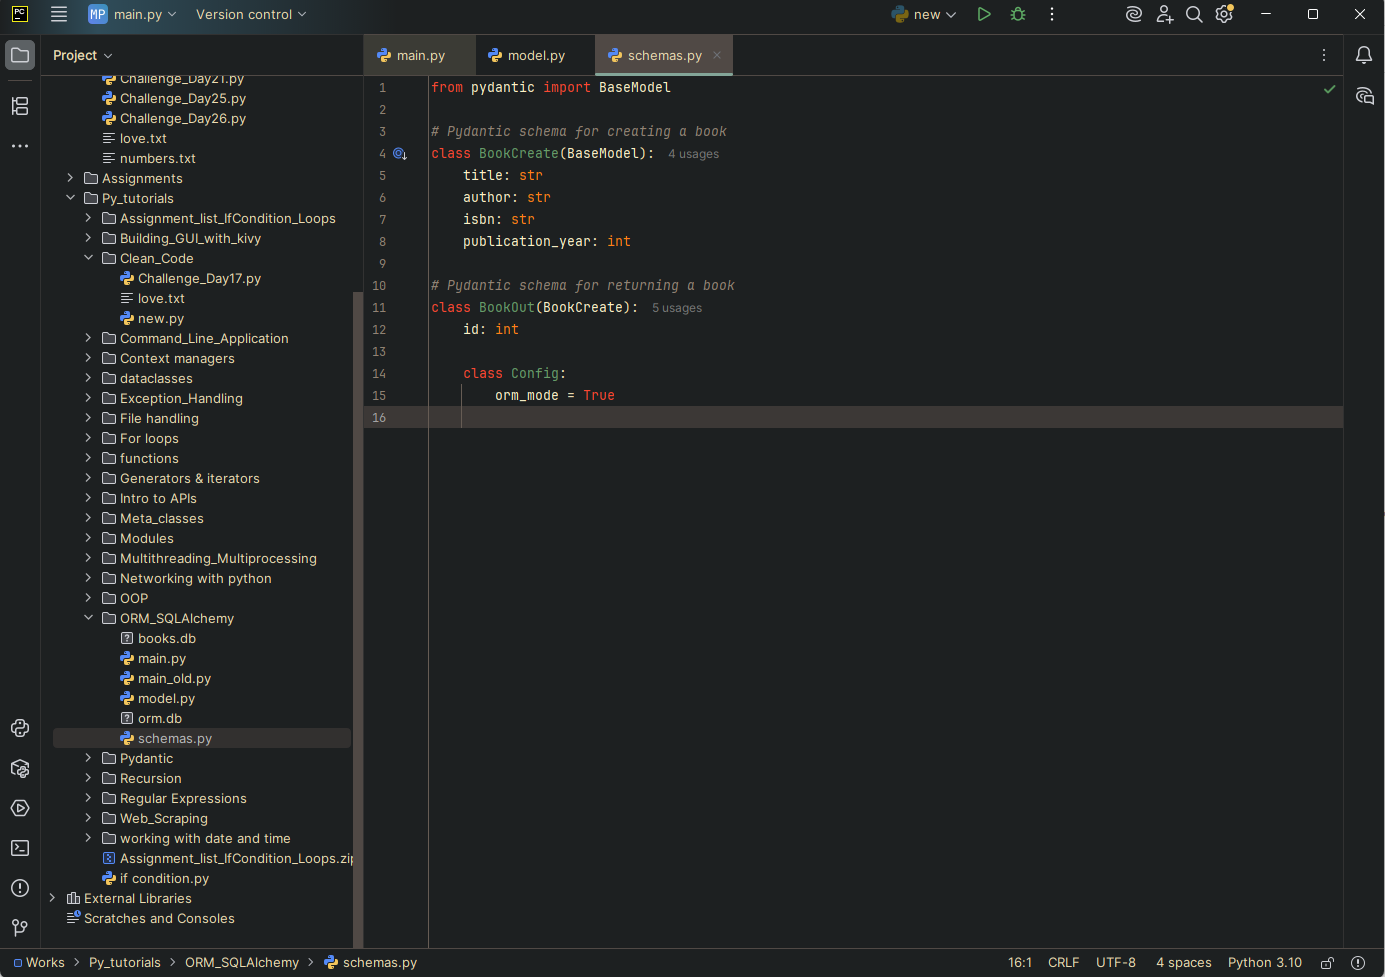 PC
MP main.py
Version control
new
Project
Challenge_Day21.py
Challenge_Day25.py
Challenge_Day26.py
love.txt
numbers.txt
Assignments
Py_tutorials
Assignment_list_IfCondition_Loops
Building_GUI_with_kivy
Clean_Code
Challenge_Day17.py
love.txt
new.py
Command_Line_Application
Context managers
dataclasses
Exception_Handling
File handling
For loops
functions
Generators & iterators
Intro to APIs
Meta_classes
Modules
Multithreading_Multiprocessing
Networking with python
OOP
ORM_SQLAlchemy
books.db
main.py
main_old.py
model.py
orm.db
schemas.py
Pydantic
Recursion
Regular Expressions
Web_Scraping
working with date and time
Assignment_list_IfCondition_Loops.zip
if condition.py
External Libraries
Scratches and Consoles
main.py
model.py
schemas.py
1 from pydantic import BaseModel
2
3 # Pydantic schema for creating a book
4 class BookCreate(BaseModel): 4 usages
5 title: str
6 author: str
7 isbn: str
8 publication_year: int
9
10 # Pydantic schema for returning a book
11 class BookOut(BookCreate): 5 usages
12 id: int
13
14 class Config:
15 orm_mode = True
16
Works > Py_tutorials > ORM_SQLAlchemy > schemas.py
16:1 CRLF UTF-8 4 spaces Python 3.10